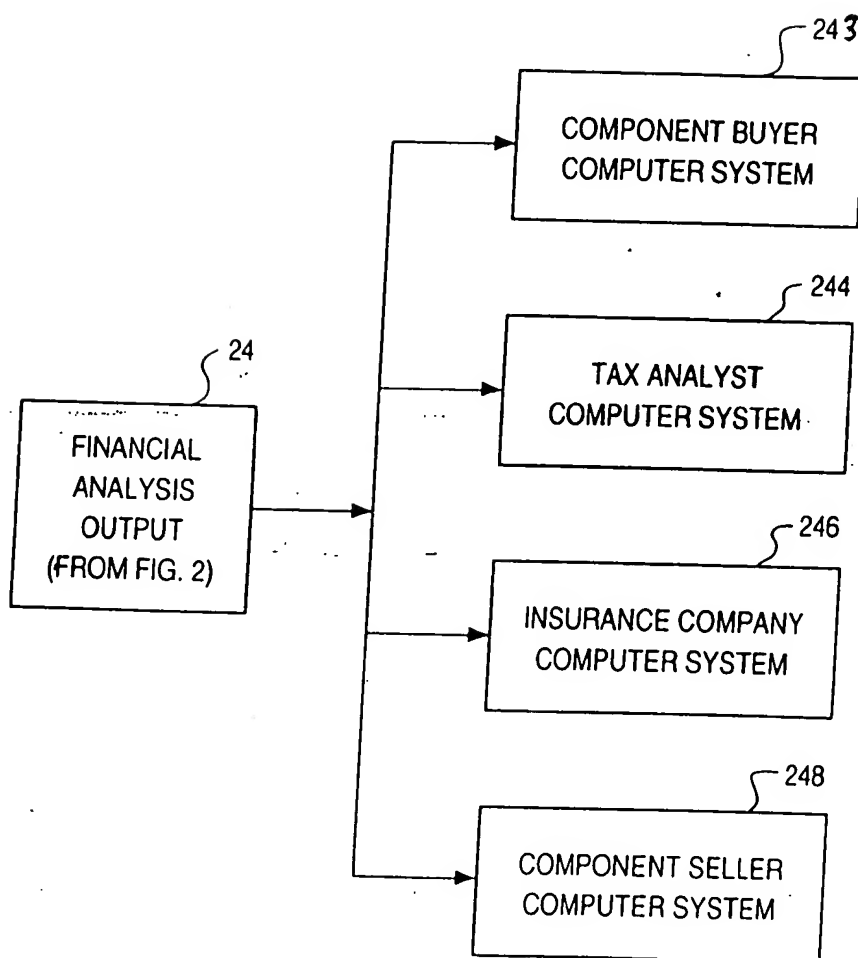 243
COMPONENT BUYER
COMPUTER SYSTEM
244
TAX ANALYST
COMPUTER SYSTEM
24
FINANCIAL
ANALYSIS
OUTPUT
(FROM FIG. 2)
246
INSURANCE COMPANY
COMPUTER SYSTEM
248
COMPONENT SELLER
COMPUTER SYSTEM